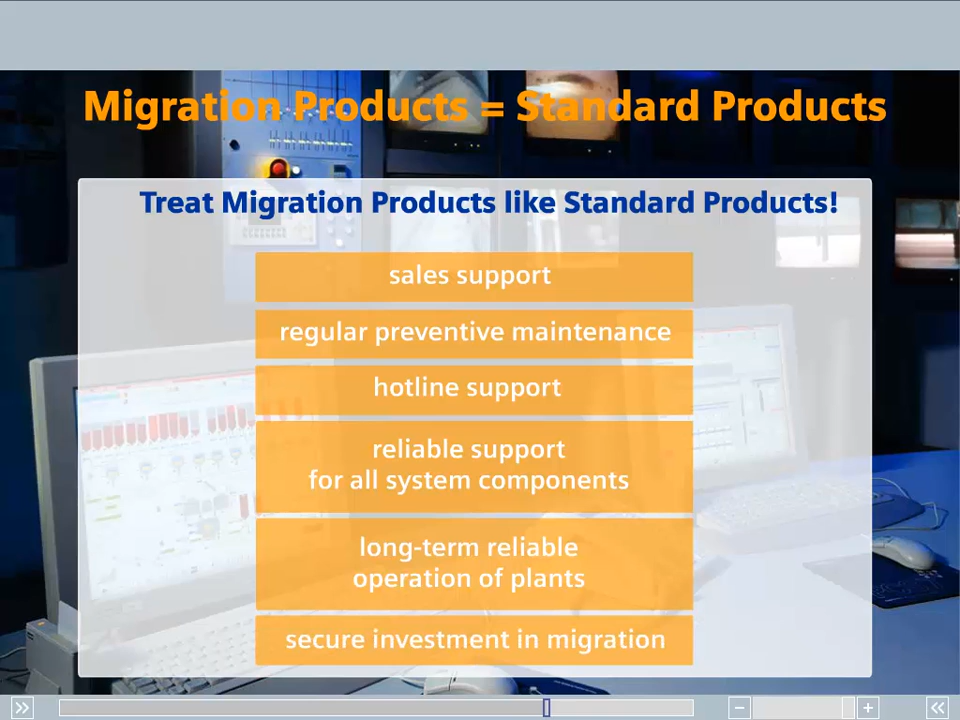 Migration Products = Standard Products
Treat Migration Products like Standard Products!
sales support
regular preventive maintenance
hotline support
reliable support
for all system components
long-term reliable
operation of plants
secure investment in migration